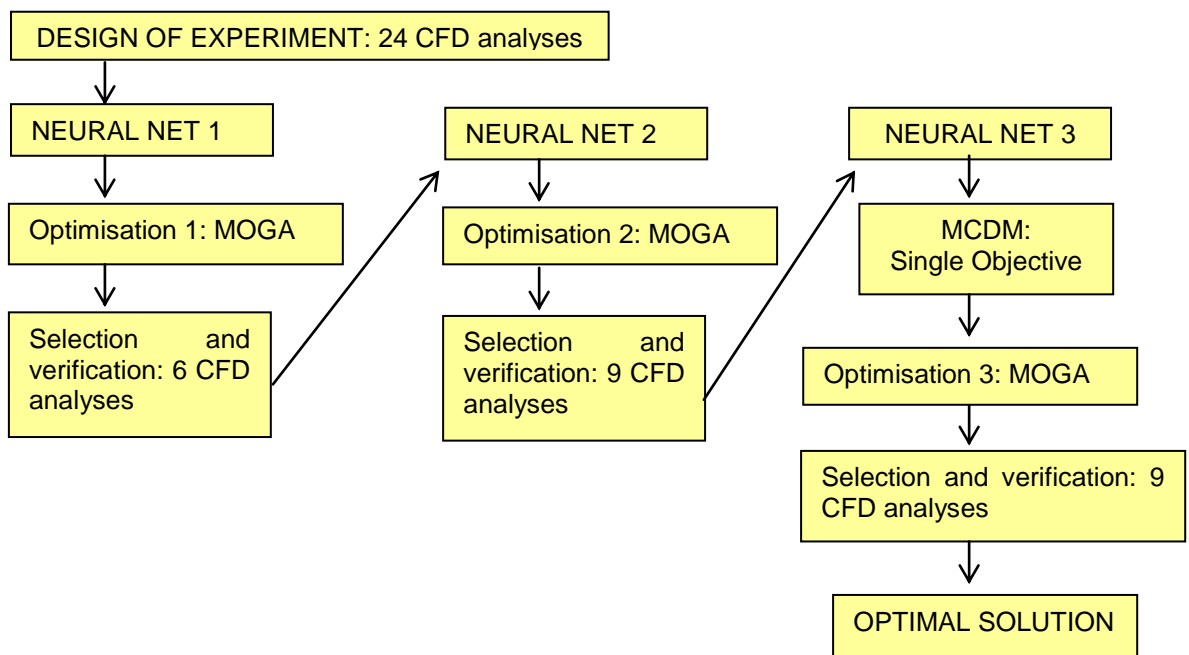 DESIGN OF EXPERIMENT: 24 CFD analyses
NEURAL NET 1
Optimisation 1: MOGA
Selection and
verification: 6 CFD
analyses
NEURAL NET 2
Optimisation 2: MOGA
Selection and
verification: 9 CFD
analyses
NEURAL NET 3
MCDM:
Single Objective
Optimisation 3: MOGA
Selection and verification: 9
CFD analyses
OPTIMAL SOLUTION